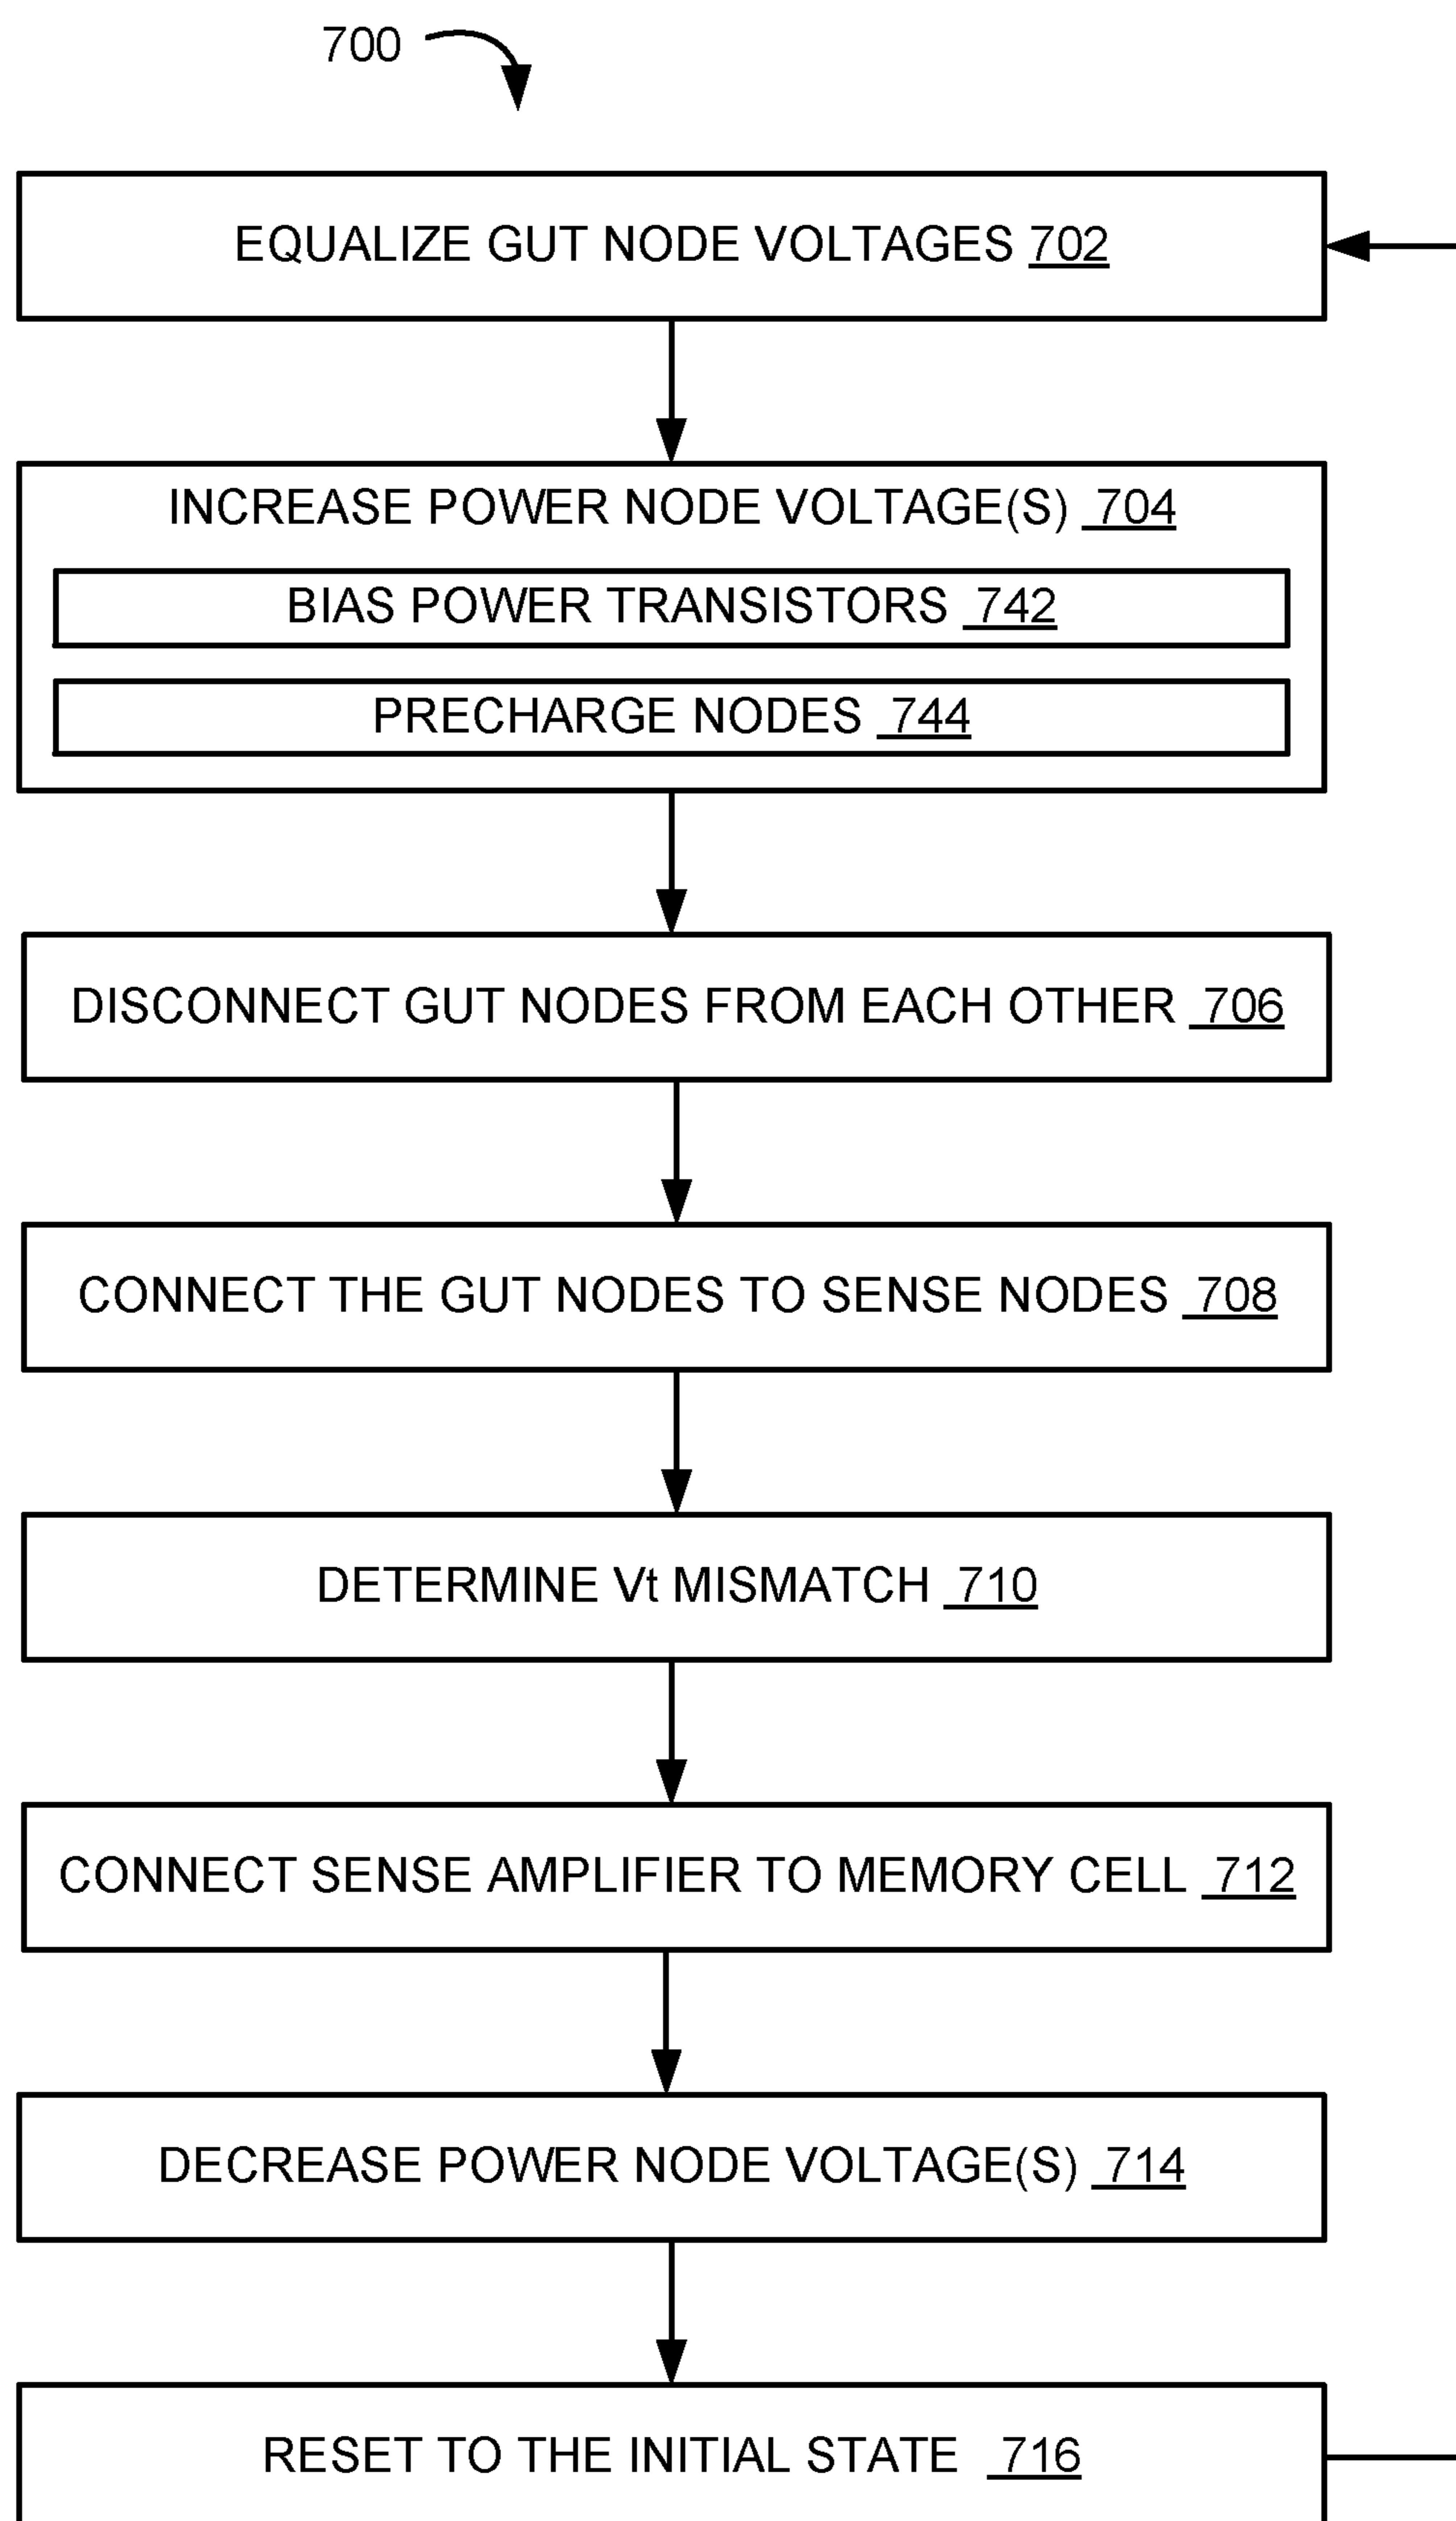 700
EQUALIZE GUT NODE VOLTAGES 702
INCREASE POWER NODE VOLTAGE(S) 704
BIAS POWER TRANSISTORS 742
PRECHARGE NODES 744
DISCONNECT GUT NODES FROM EACH OTHER 706
CONNECT THE GUT NODES TO SENSE NODES 708
DETERMINE Vt MISMATCH 710
CONNECT SENSE AMPLIFIER TO MEMORY CELL 712
DECREASE POWER NODE VOLTAGE(S) 714
RESET TO THE INITIAL STATE 716